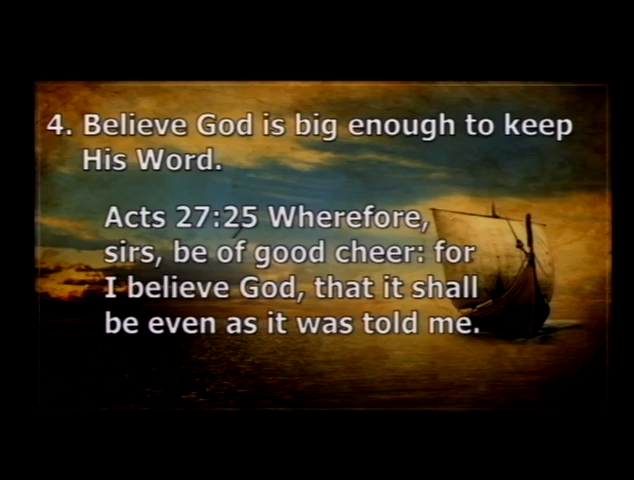 4. Believe God is big enough to keep
His Word.
Acts 27:25 Wherefore,
sirs, be of good cheer: for
I believe God, that it shall
be even as it was told me.